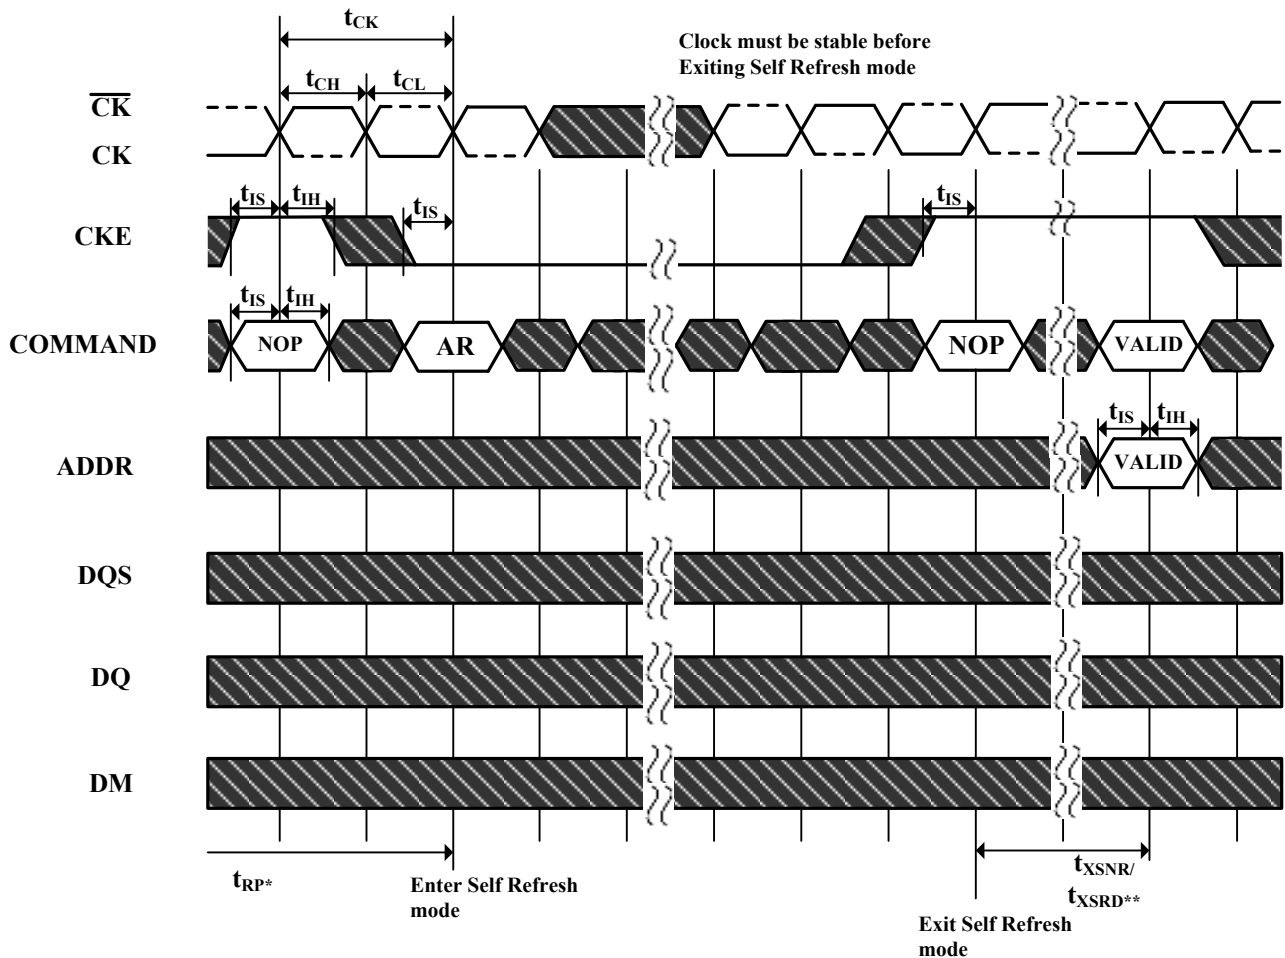 tCK
Clock must be stable before
Exiting Self Refresh mode
tCH
tCL
CK
CK
tIS
tIH
tIS
tIS
CKE
tIS
tIH
COMMAND
NOP
AR
NOP
VALID
tIS
tIH
ADDR
VALID
DQS
DQ
DM
tRP*
Enter Self Refresh
mode
tXSNR/
tXSRD**
Exit Self Refresh
mode